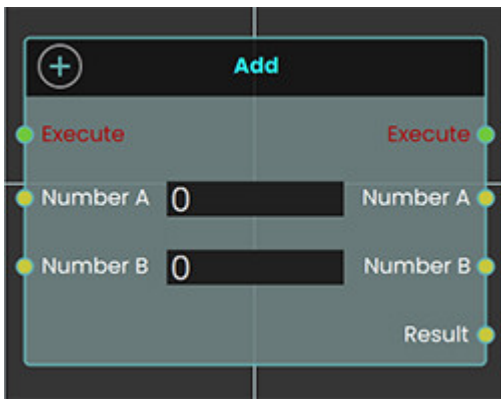 Add
Execute Execute
Number A 0 Number A
Number B 0 Number B
Result